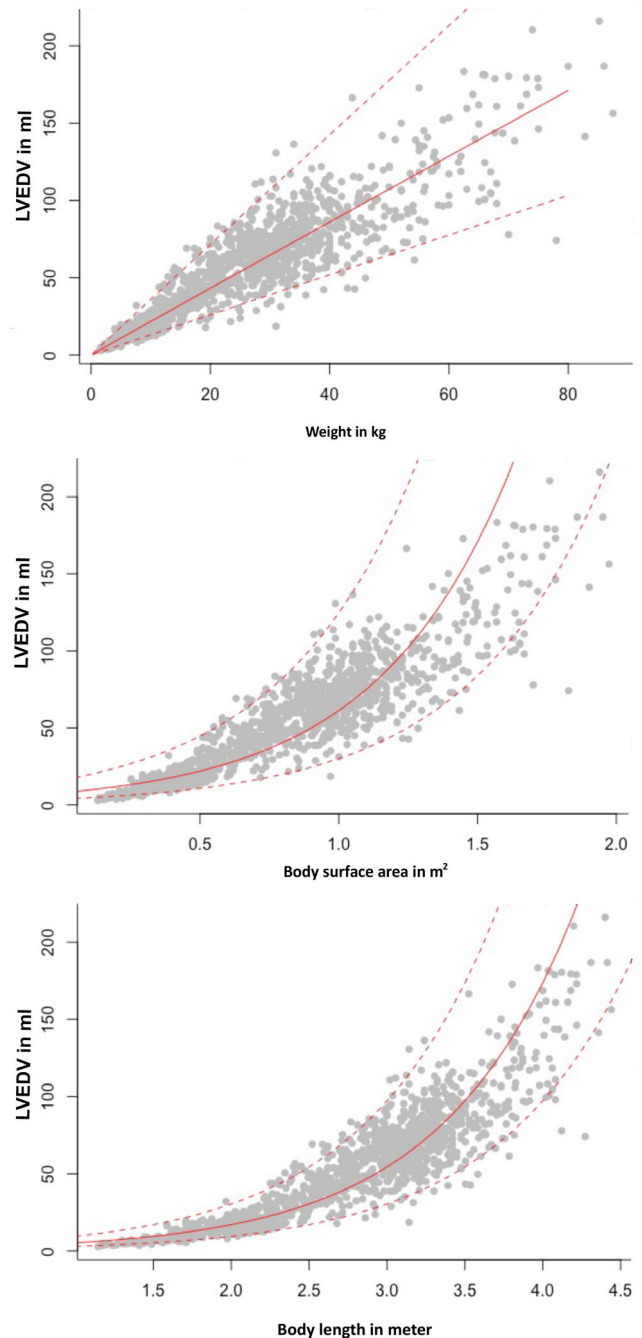 LVEDV in ml
200
150
100
50
0
0 20 40 60 80
Weight in kg
LVEDV in ml
200
150
100
50
0
0.5 1.0 1.5 2.0
Body surface area in m²
LVEDV in ml
200
150
100
50
0
1.5 2.0 2.5 3.0 3.5 4.0 4.5
Body length in meter